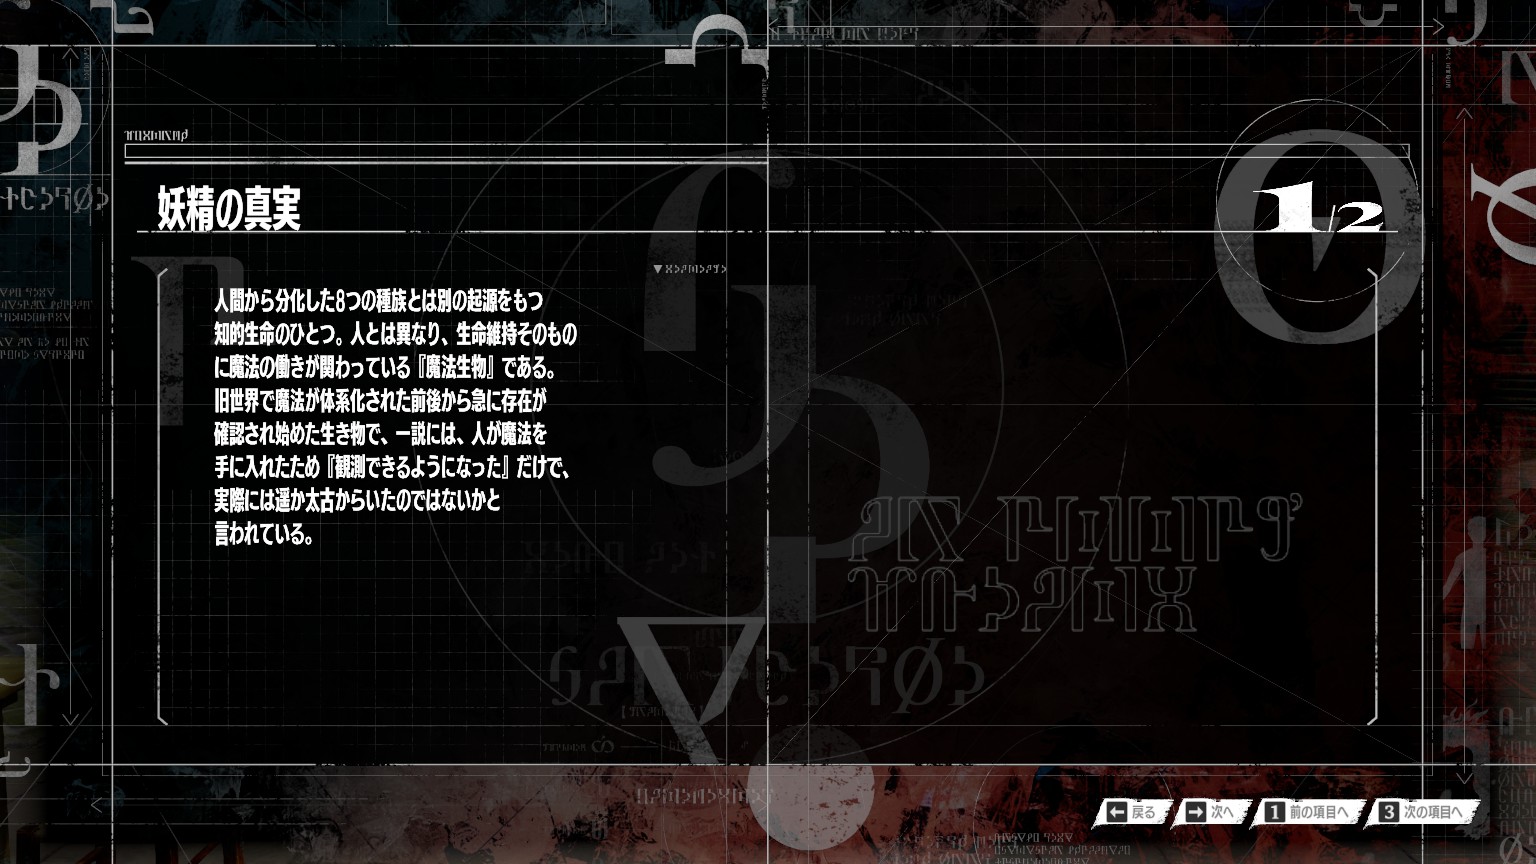 妖精の真実
1/2
人間から分化した8つの種族とは別の起源をもつ
知的生命のひとつ。人とは異なり、生命維持そのもの
に魔法の働きが関わっている『魔法生物』である。
旧世界で魔法が体系化された前後から急に存在が
確認され始めた生き物で、一説には、人が魔法を
手に入れたため『観測できるようになった』だけで、
実際には遥か太古からいたのではないかと
言われている。
← 戻る → 次へ 1 前の項目へ 3 次の項目へ